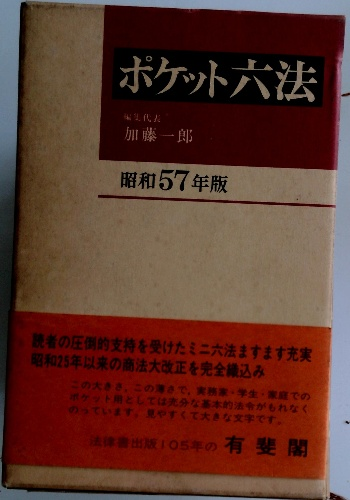 ポケット六法
編集代表
加藤一郎
昭和57年版
読者の圧倒的支持を受けたミニ六法ますます充実
昭和25年以来の商法大改正を完全織込み
この大きさ，この薄さで，実務家・学生・家庭での
ポケット用としては充分な基本的法令がもれなく
のっています。見やすくて大きな文字です。
法律書出版105年の 有斐閣